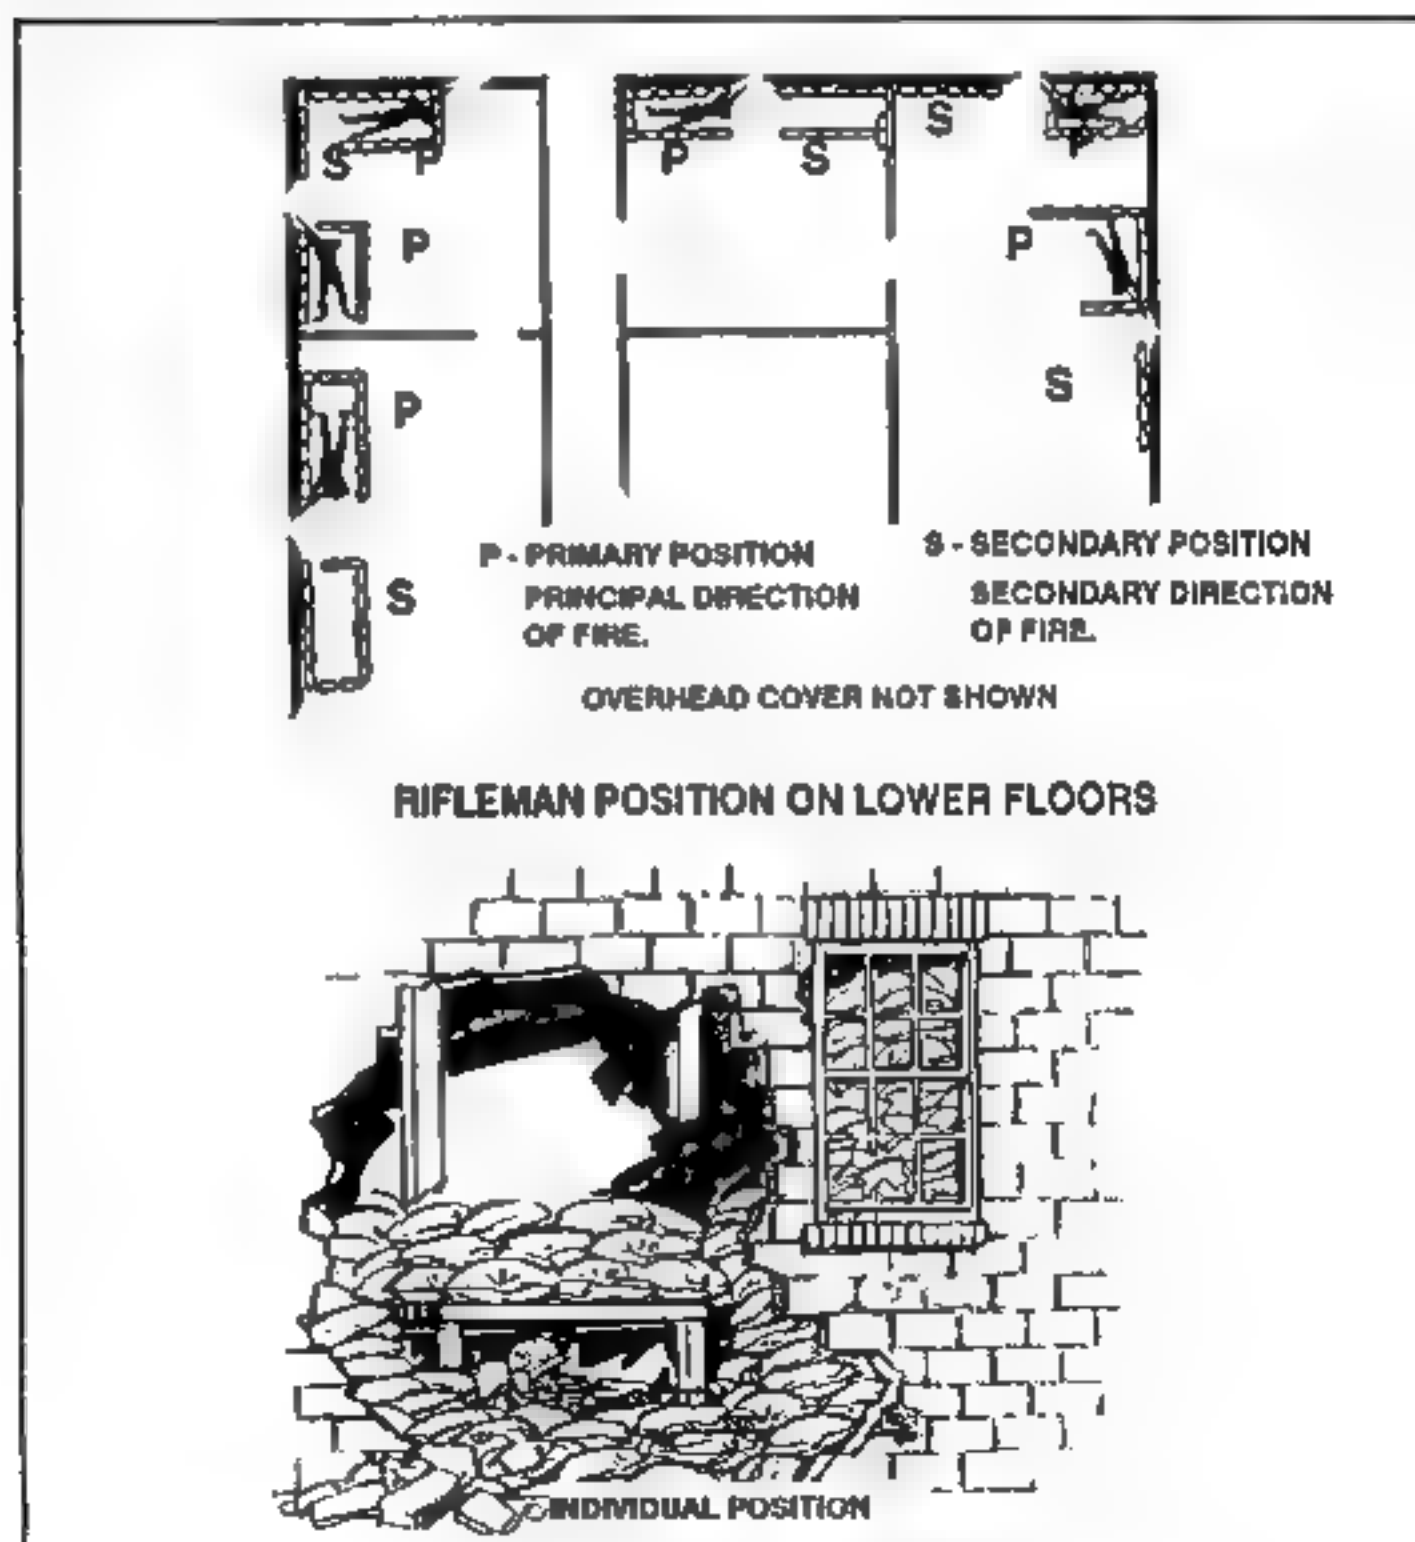 S P
P S
S
P
P
P
P
S
S
P - PRIMARY POSITION
PRINCIPAL DIRECTION
OF FIRE.
S - SECONDARY POSITION
SECONDARY DIRECTION
OF FIRE.
OVERHEAD COVER NOT SHOWN
RIFLEMAN POSITION ON LOWER FLOORS
INDIVIDUAL POSITION